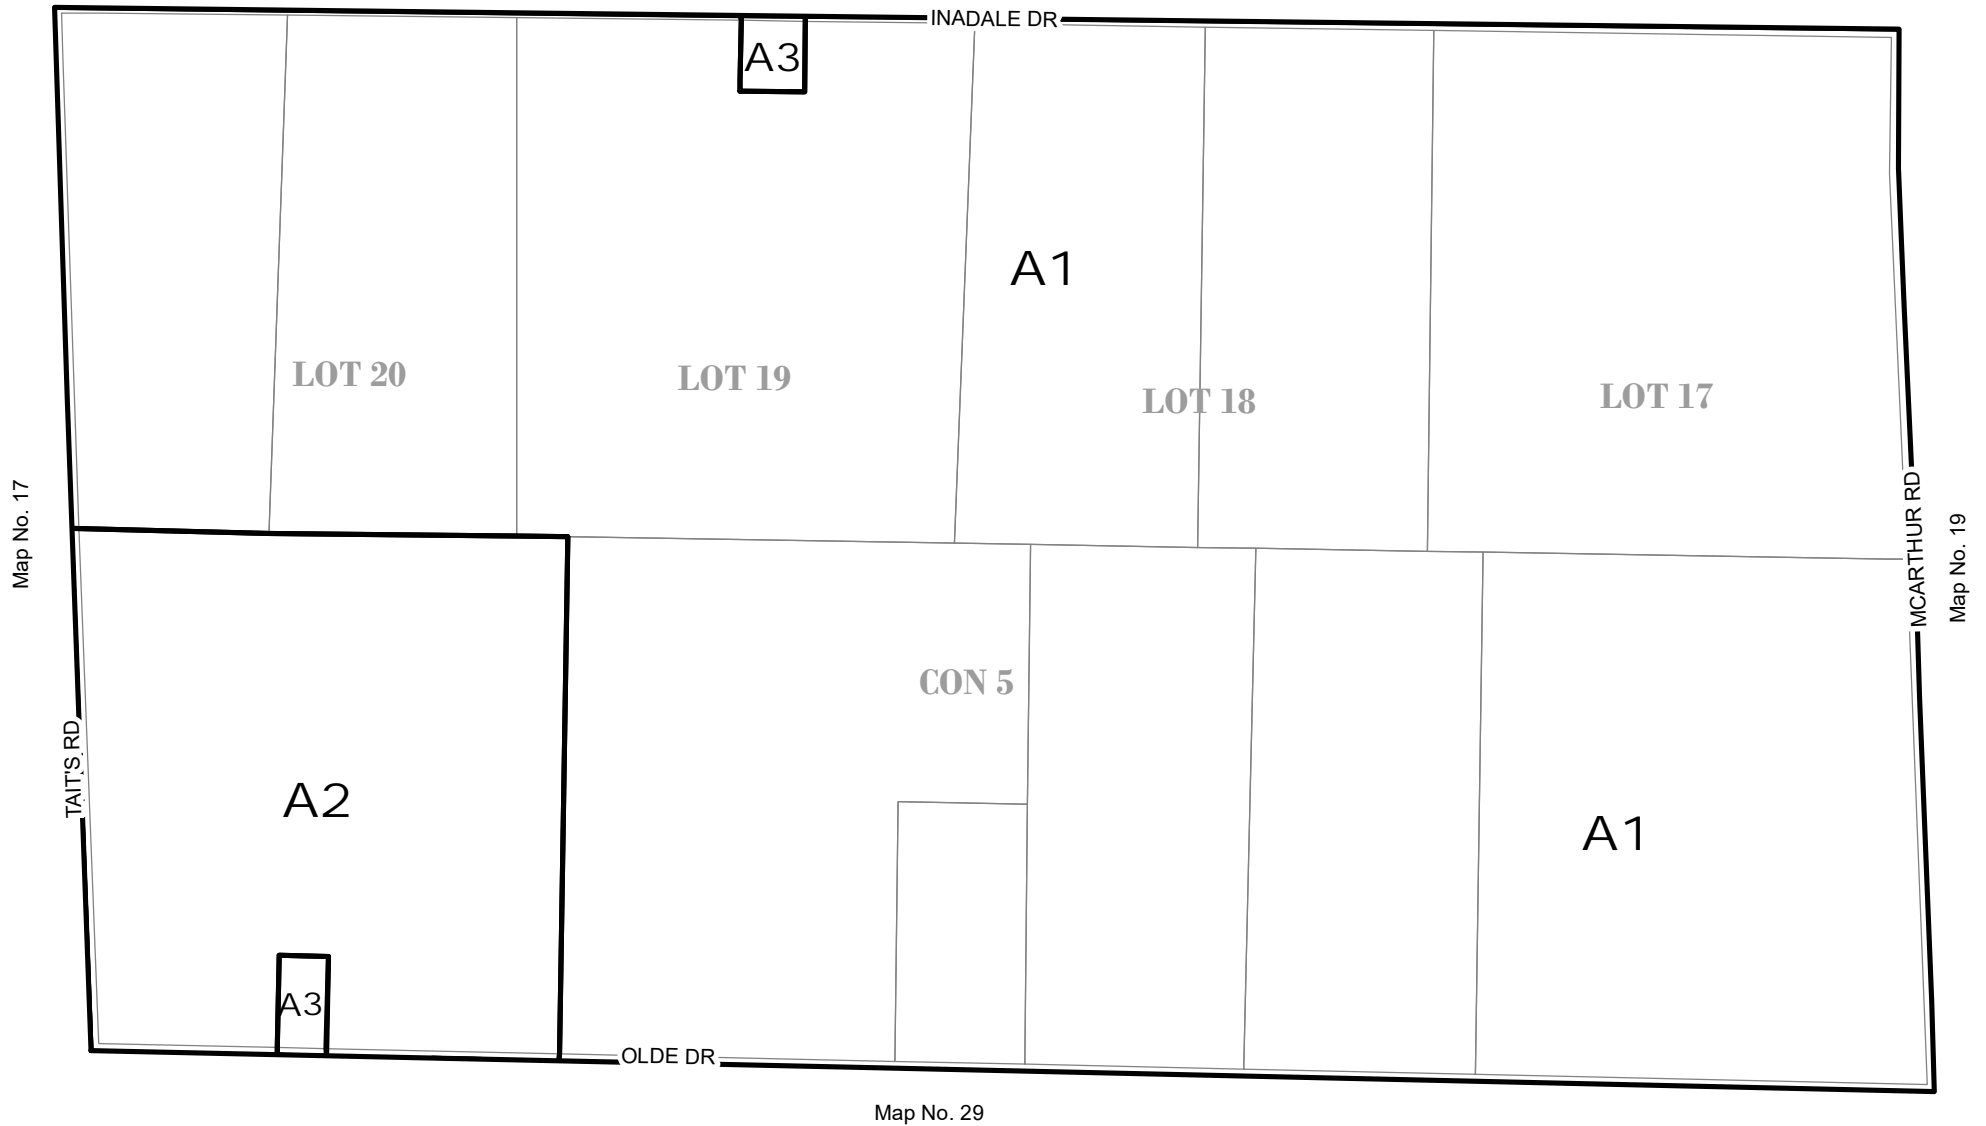 INADALE DR
A3
A1
LOT 20
LOT 19
LOT 18
LOT 17
Map No. 17
MCARTHUR RD
Map No. 19
CON 5
TAIT'S RD
A2
A1
A3
OLDE DR
Map No. 29